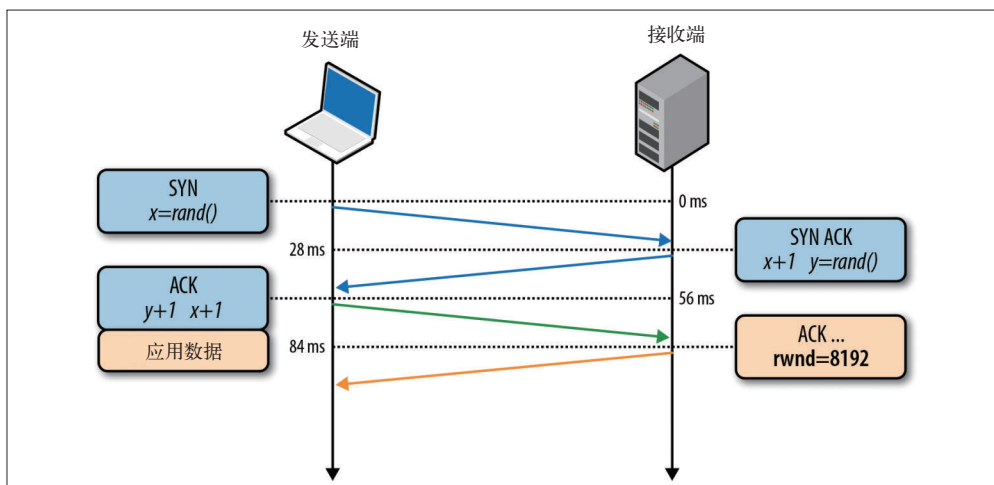 发送端
接收端
SYN
x=rand()
0 ms
28 ms
SYN ACK
x+1 y=rand()
ACK
y+1 x+1
56 ms
应用数据
84 ms
ACK ...
rwnd=8192